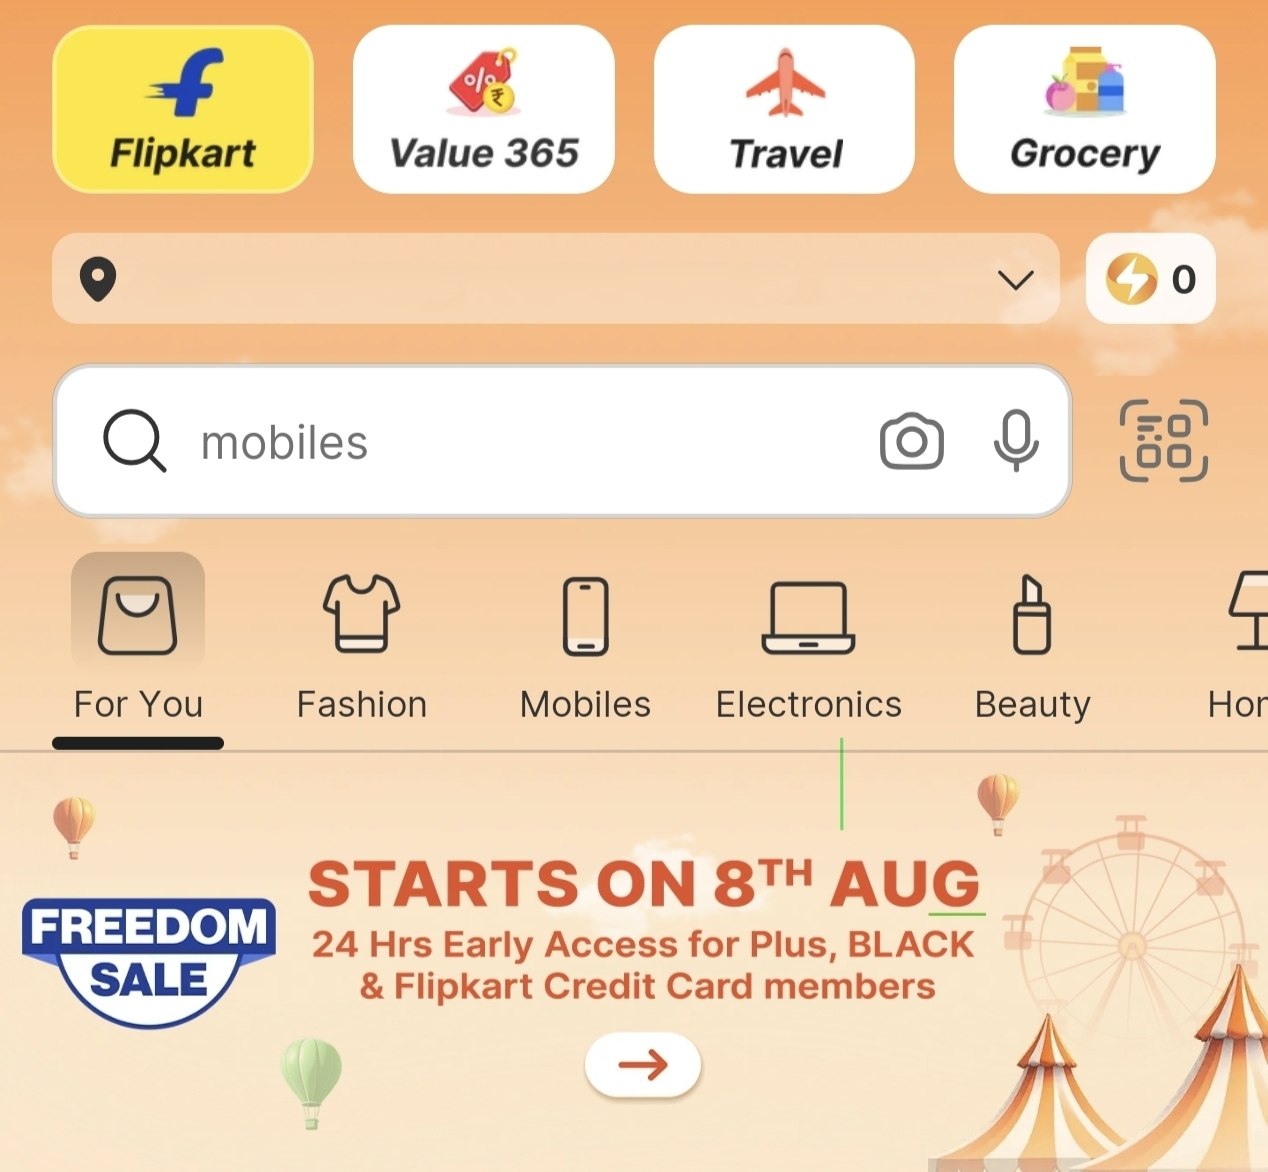 Flipkart
Value 365
Travel
Grocery
0
mobiles
For You
Fashion
Mobiles
Electronics
Beauty
Hor
FREEDOM
SALE
STARTS ON 8TH AUG
24 Hrs Early Access for Plus, BLACK
& Flipkart Credit Card members